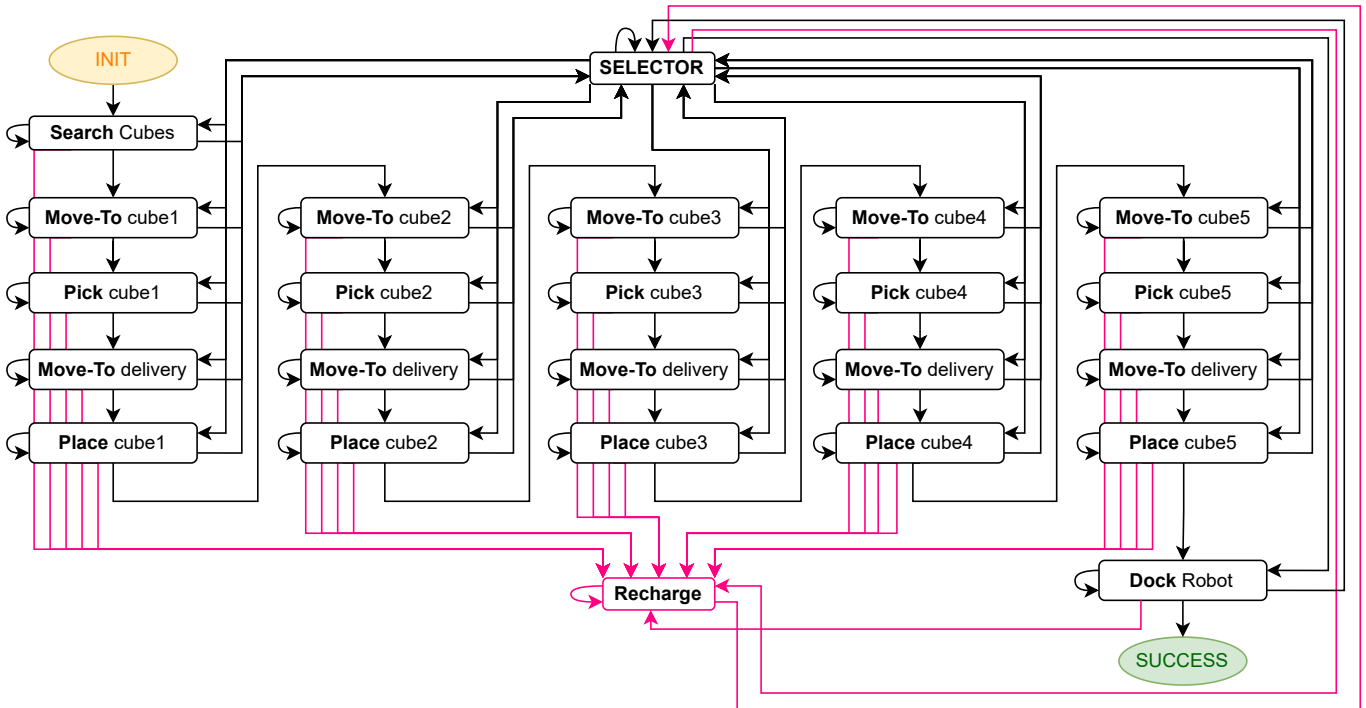 INIT
SELECTOR
Search Cubes
Move-To cube1
Move-To cube2
Move-To cube3
Move-To cube4
Move-To cube5
Pick cube1
Pick cube2
Pick cube3
Pick cube4
Pick cube5
Move-To delivery
Move-To delivery
Move-To delivery
Move-To delivery
Move-To delivery
Place cube1
Place cube2
Place cube3
Place cube4
Place cube5
Recharge
Dock Robot
SUCCESS